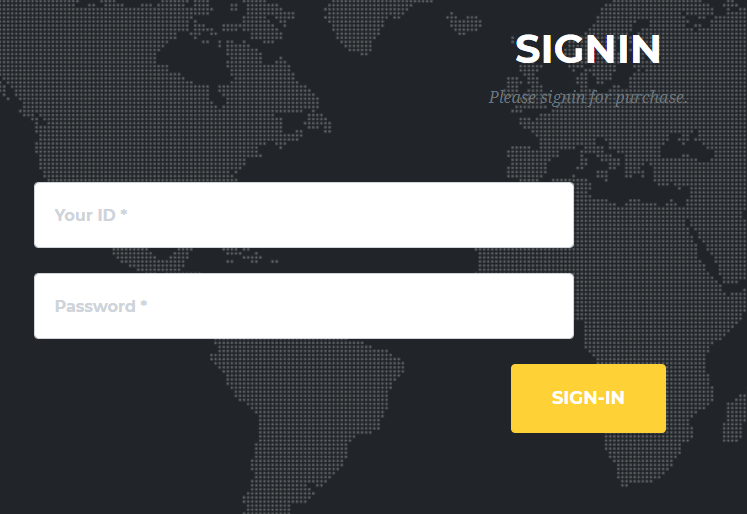 SIGNIN
Please signin for purchase.
Your ID *
Password *
SIGN-IN